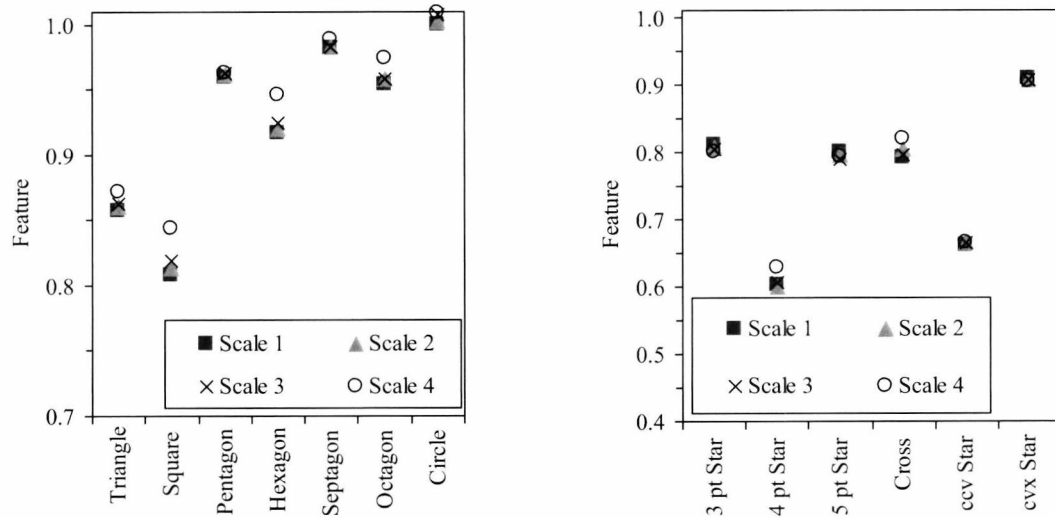 1.0
0.9
0.8
0.7
Feature
Scale 1
Scale 2
Scale 3
Scale 4
Triangle
Square
Pentagon
Hexagon
Septagon
Octagon
Circle
1.0
0.9
0.8
0.7
0.6
0.5
0.4
Feature
Scale 1
Scale 2
Scale 3
Scale 4
3 pt Star
4 pt Star
5 pt Star
Cross
ccv Star
cvx Star